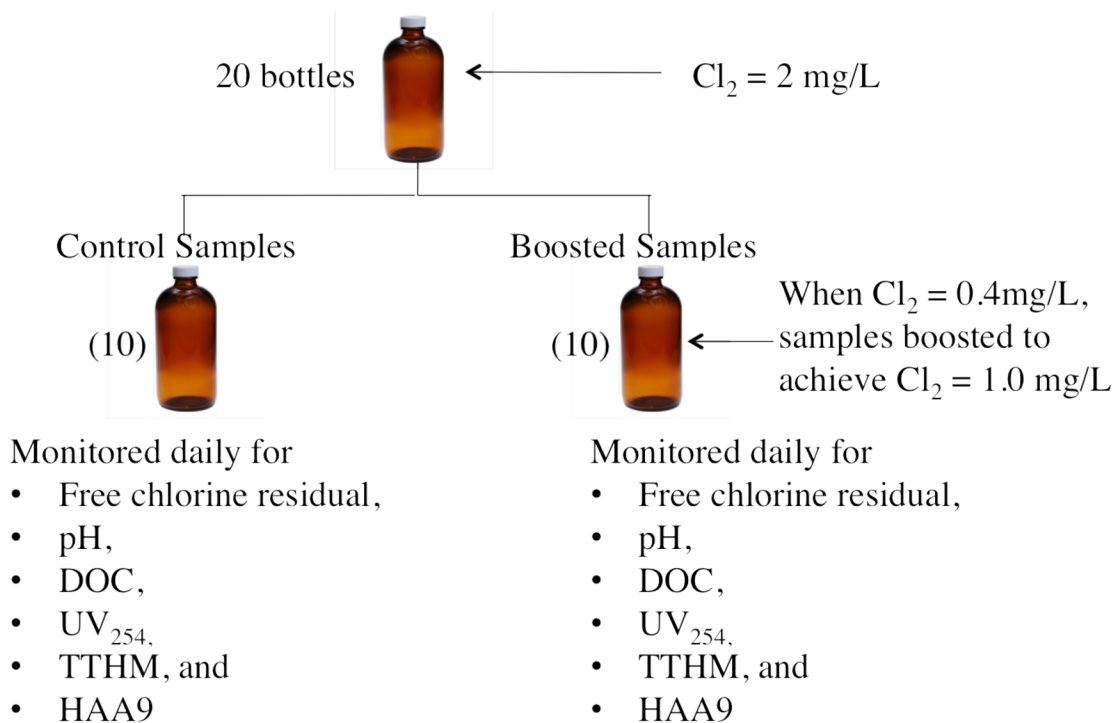 20 bottles
Cl₂ = 2 mg/L
Control Samples
Boosted Samples
(10)
(10)
When Cl₂ = 0.4mg/L,
samples boosted to
achieve Cl₂ = 1.0 mg/L
Monitored daily for
• Free chlorine residual,
• pH,
• DOC,
• UV₂₅₄,
• TTHM, and
• HAA9
Monitored daily for
• Free chlorine residual,
• pH,
• DOC,
• UV₂₅₄,
• TTHM, and
• HAA9